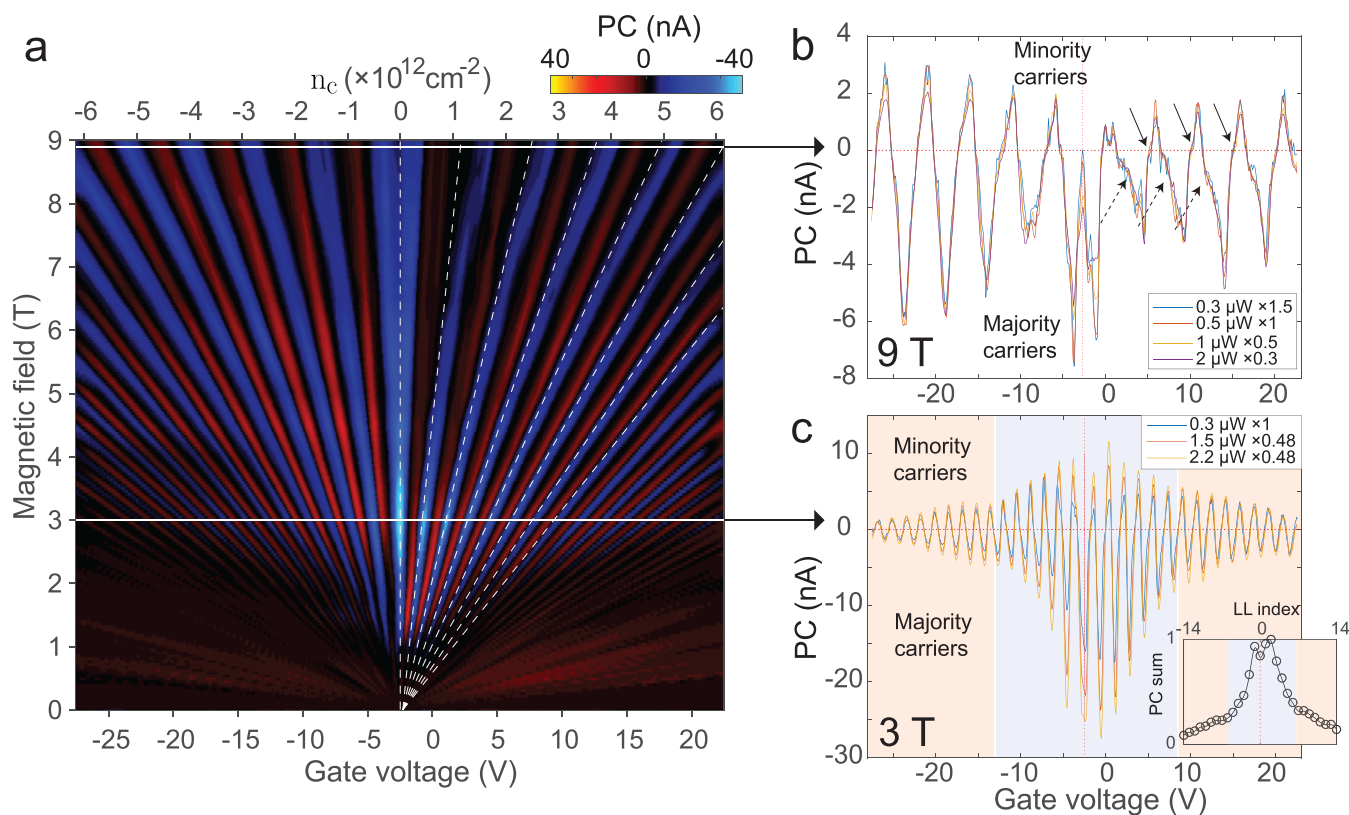 a
PC (nA)
40 0 -40
n_c (×10^12cm-2)
-6 -5 -4 -3 -2 -1 0 1 2 3 4 5 6
9
8
7
6
5
4
3
2
1
0
Magnetic field (T)
-25 -20 -15 -10 -5 0 5 10 15 20
Gate voltage (V)
b
4
2
0
-2
-4
-6
-8
PC (nA)
Minority
carriers
Majority
carriers
9 T
0.3 µW ×1.5
0.5 µW ×1
1 µW ×0.5
2 µW ×0.3
-20 -10 0 10 20
c
10
0
-10
-20
-30
PC (nA)
0.3 µW ×1
1.5 µW ×0.48
2.2 µW ×0.48
Minority
carriers
Majority
carriers
3 T
LL index
-14 0 14
1
0
PC sum
-20 -10 0 10 20
Gate voltage (V)